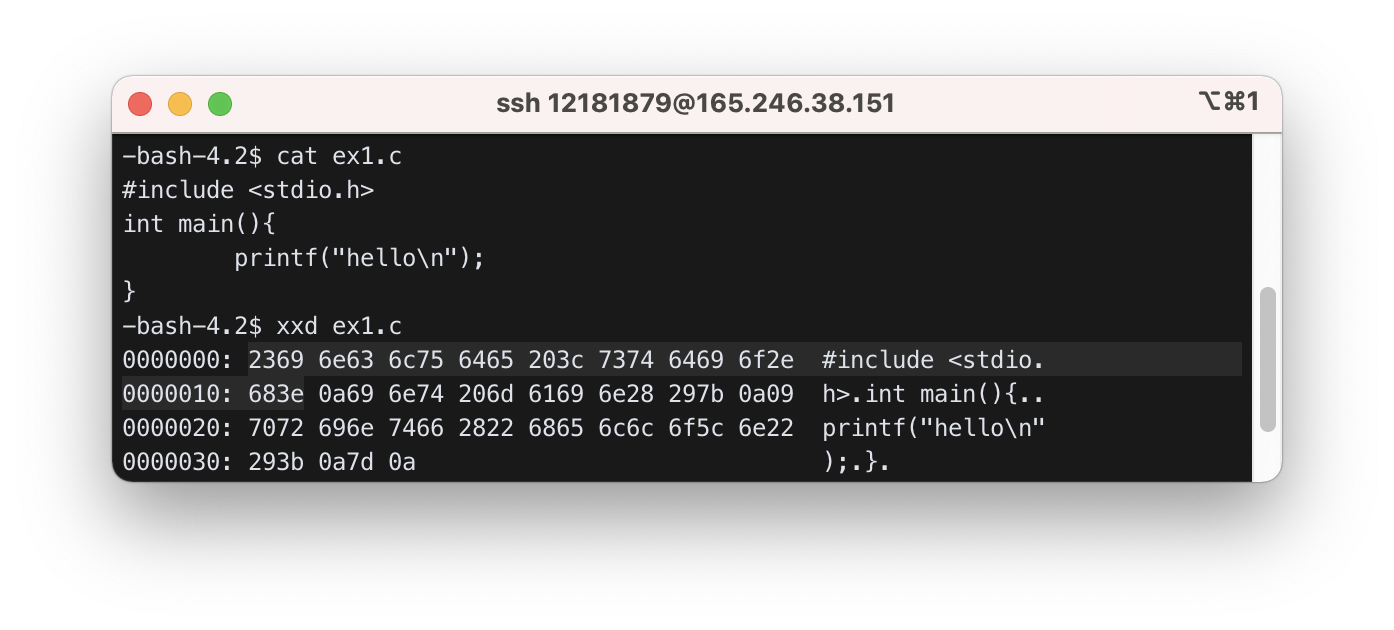 ssh 12181879@165.246.38.151 ⌥⌘1
-bash-4.2$ cat ex1.c
#include <stdio.h>
int main(){
        printf("hello\n");
}
-bash-4.2$ xxd ex1.c
0000000: 2369 6e63 6c75 6465 203c 7374 6469 6f2e  #include <stdio.
0000010: 683e 0a69 6e74 206d 6169 6e28 297b 0a09  h>.int main(){..
0000020: 7072 696e 7466 2822 6865 6c6c 6f5c 6e22  printf("hello\n"
0000030: 293b 0a7d 0a                             );.}.